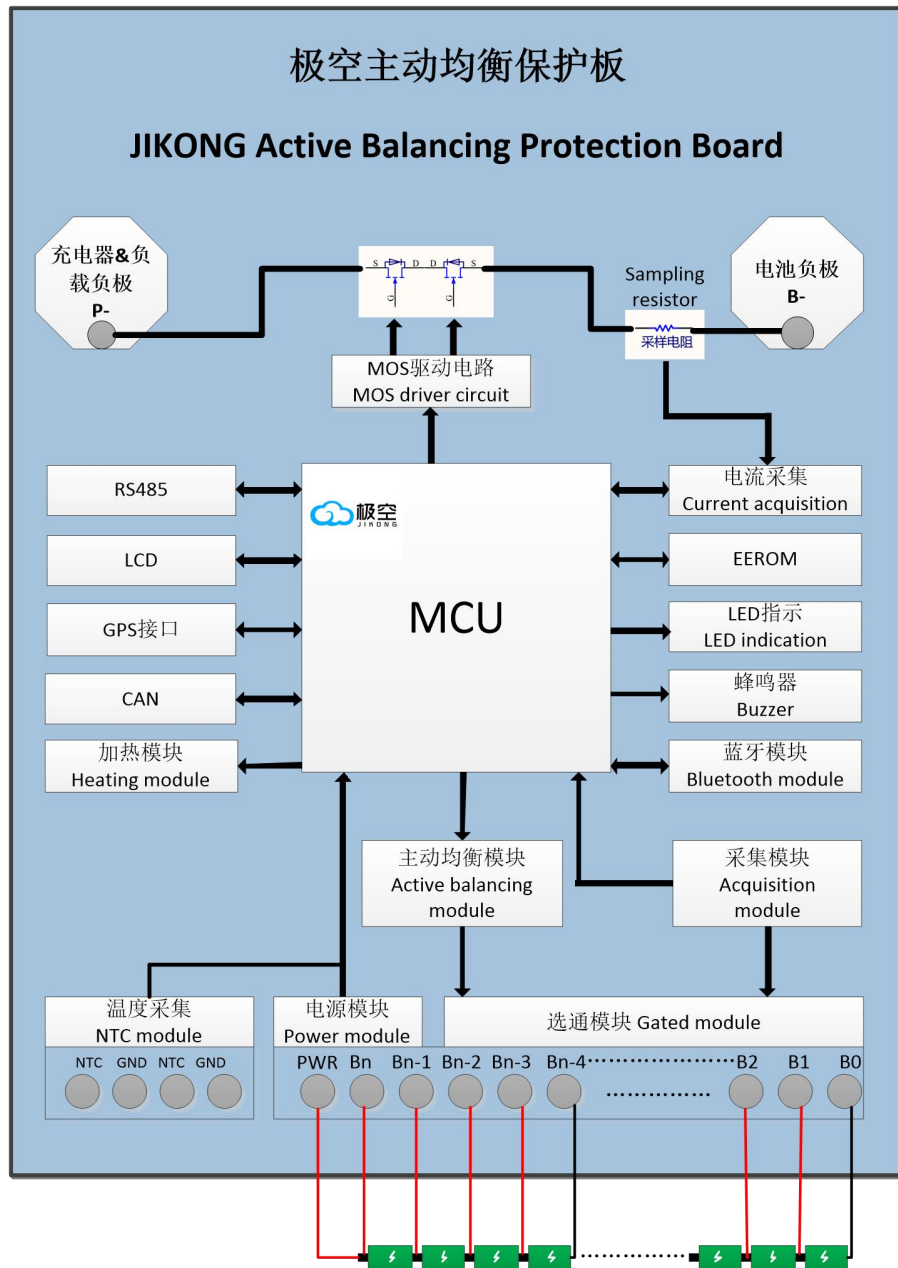 极空主动均衡保护板
JIKONG Active Balancing Protection Board
充电器&负
载负极
P-
S D D S
G G
Sampling
resistor
采样电阻
电池负极
B-
MOS驱动电路
MOS driver circuit
RS485
LCD
GPS接口
CAN
加热模块
Heating module
极空
JIKONG
MCU
电流采集
Current acquisition
EEROM
LED指示
LED indication
蜂鸣器
Buzzer
蓝牙模块
Bluetooth module
主动均衡模块
Active balancing
module
采集模块
Acquisition
module
温度采集
NTC module
NTC GND NTC GND
电源模块
Power module
选通模块 Gated module
PWR Bn Bn-1 Bn-2 Bn-3 Bn-4 B2 B1 B0